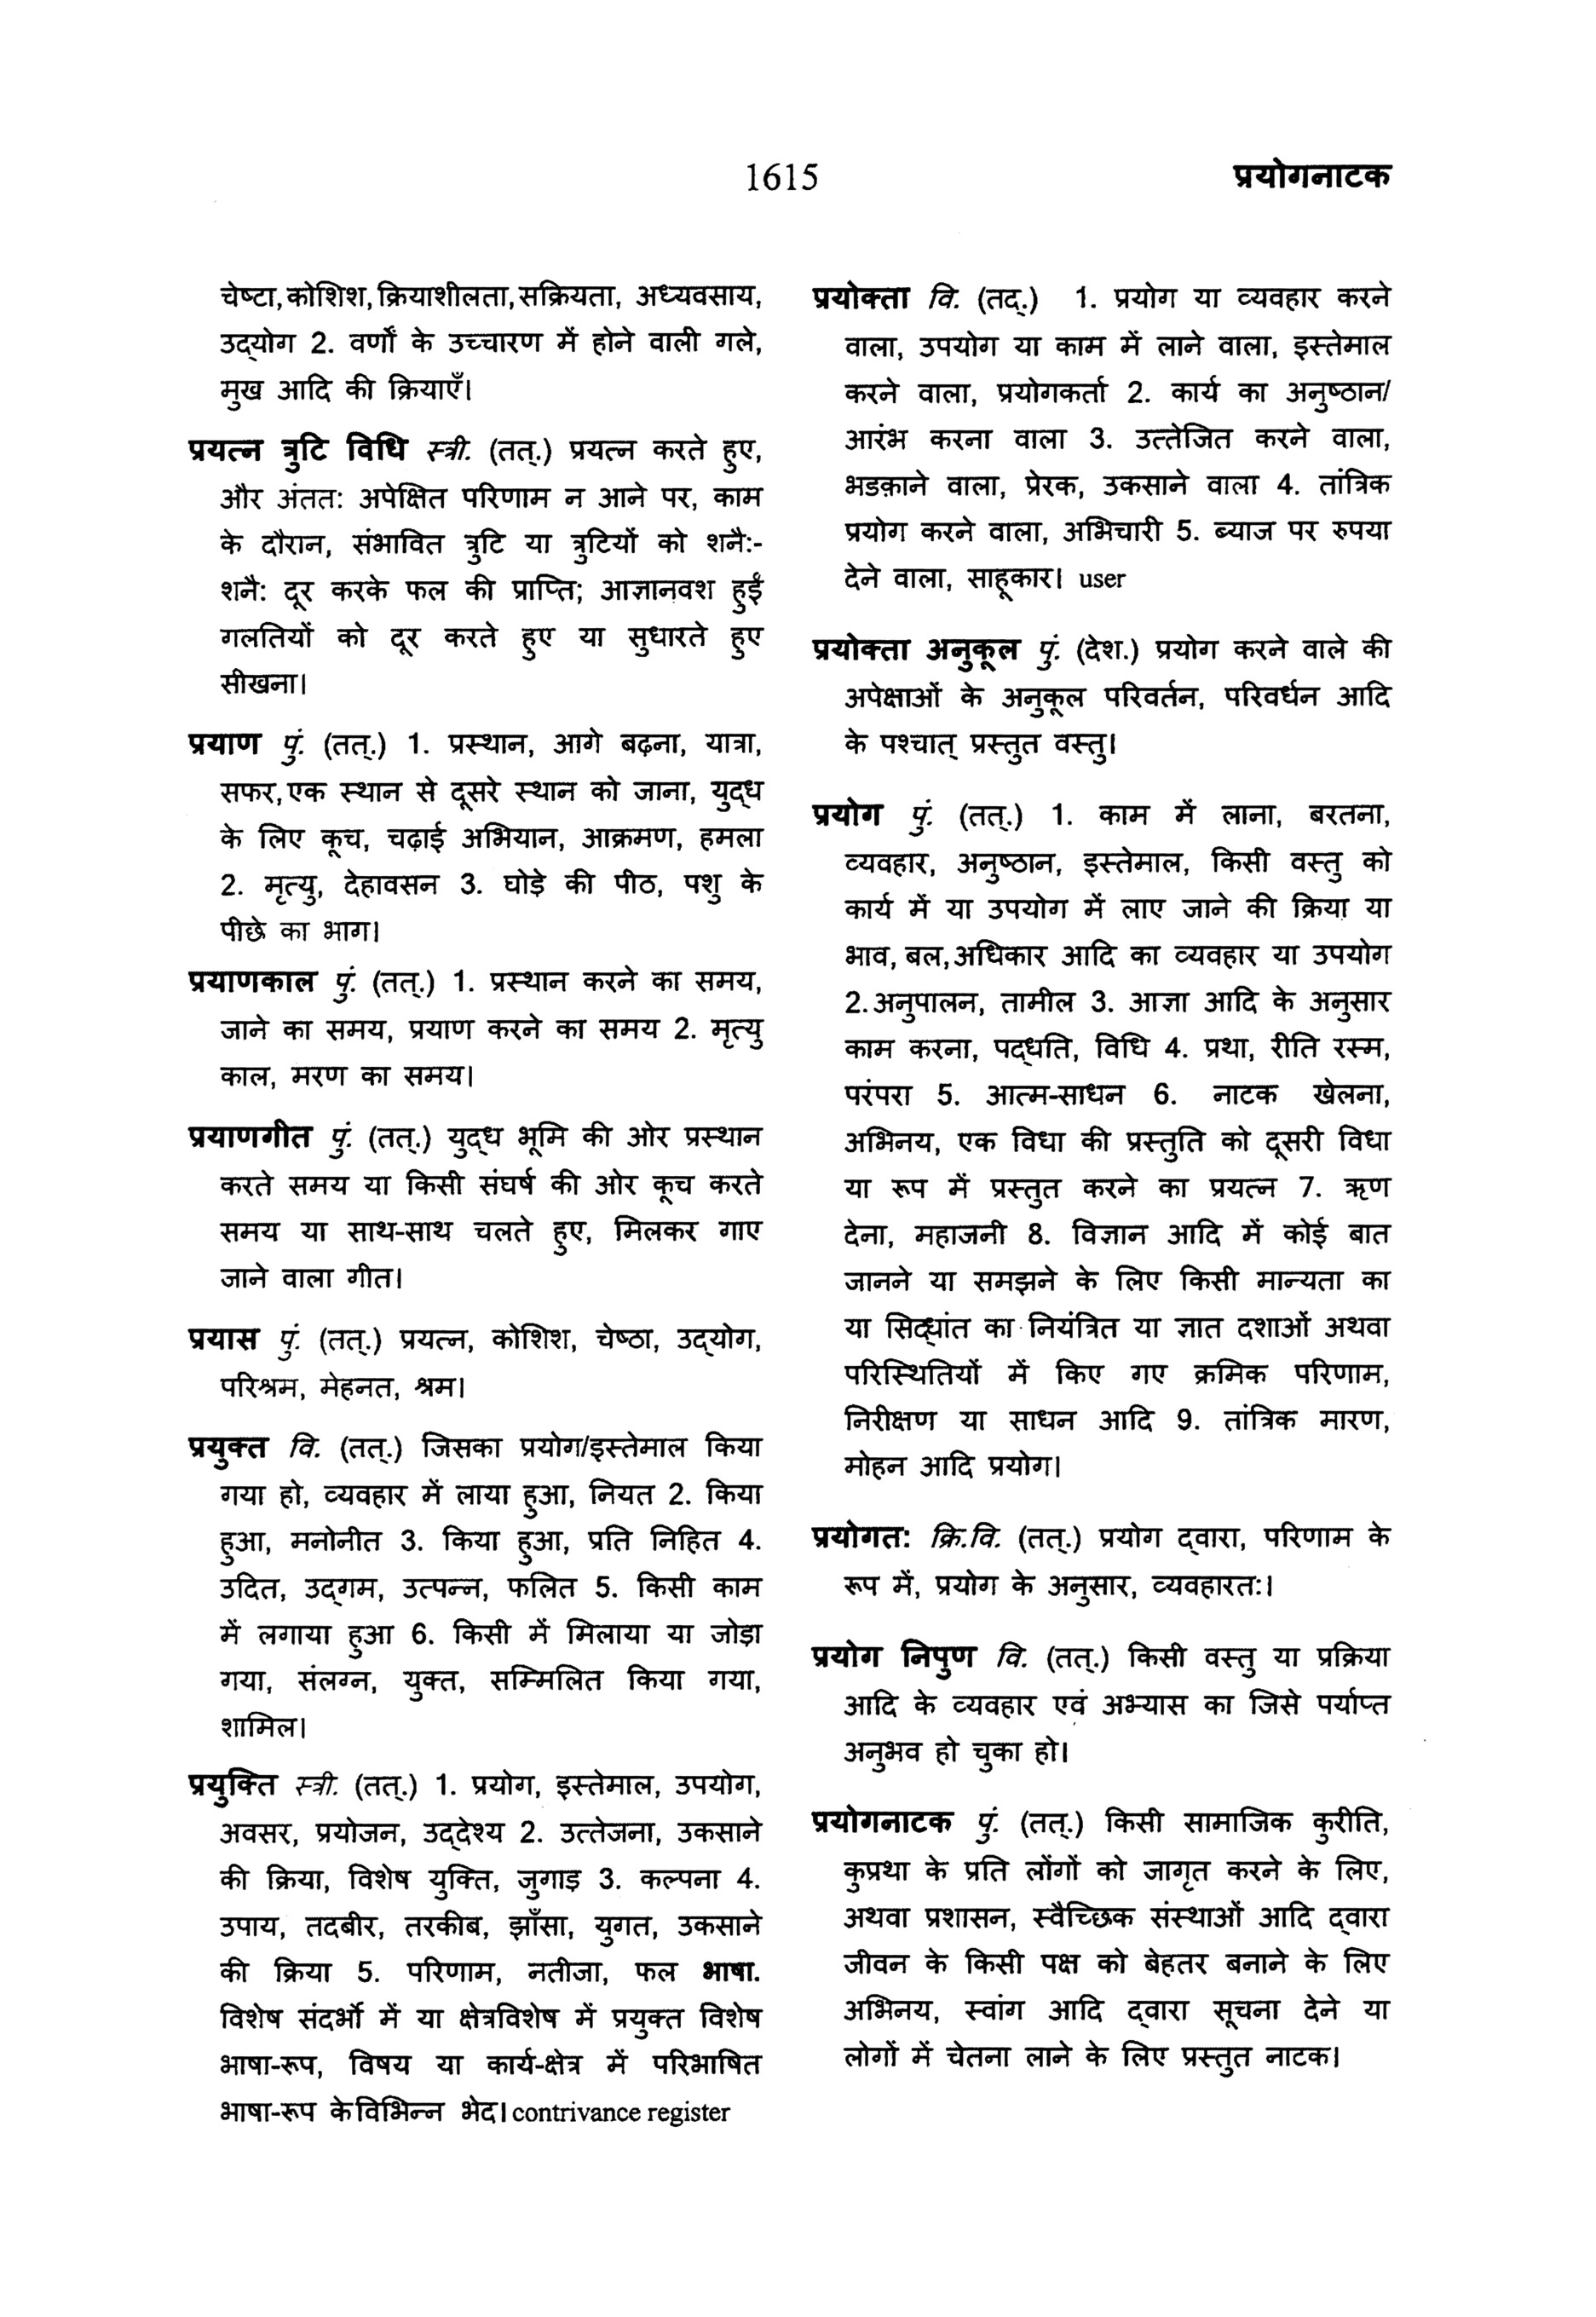 1615
प्रयोगनाटक
चेष्टा, कोशिश, क्रियाशीलता, सक्रियता, अध्यवसाय,
उद्‌योग 2. वर्णों के उच्चारण में होने वाली गले,
मुख आदि की क्रियाएँ।
प्रयत्न त्रुटि विधि स्त्री. (तत्.) प्रयत्न करते हुए,
और अंततः अपेक्षित परिणाम न आने पर, काम
के दौरान, संभावित त्रुटि या त्रुटियों को शनै:-
शनै: दूर करके फल की प्राप्ति; आज्ञानवश हुई
गलतियों को दूर करते हुए या सुधारते हुए
सीखना।
प्रयाण पुं. (तत्.) 1. प्रस्थान, आगे बढ़ना, यात्रा,
सफर, एक स्थान से दूसरे स्थान को जाना, युद्‌ध
के लिए कूच, चढ़ाई अभियान, आक्रमण, हमला
2. मृत्यु, देहावसन 3. घोड़े की पीठ, पशु के
पीछे का भाग।
प्रयाणकाल पुं. (तत्.) 1. प्रस्थान करने का समय,
जाने का समय, प्रयाण करने का समय 2. मृत्यु
काल, मरण का समय।
प्रयाणगीत पुं. (तत्.) युद्‌ध भूमि की ओर प्रस्थान
करते समय या किसी संघर्ष की ओर कूच करते
समय या साथ-साथ चलते हुए, मिलकर गाए
जाने वाला गीत।
प्रयास पुं. (तत्.) प्रयत्न, कोशिश, चेष्ठा, उद्‌योग,
परिश्रम, मेहनत, श्रम।
प्रयुक्त वि. (तत्.) जिसका प्रयोग/इस्तेमाल किया
गया हो, व्यवहार में लाया हुआ, नियत 2. किया
हुआ, मनोनीत 3. किया हुआ, प्रति निहित 4.
उदित, उद्‌गम, उत्पन्न, फलित 5. किसी काम
में लगाया हुआ 6. किसी में मिलाया या जोड़ा
गया, संलग्न, युक्त, सम्मिलित किया गया,
शामिल।
प्रयुक्ति स्त्री. (तत्.) 1. प्रयोग, इस्तेमाल, उपयोग,
अवसर, प्रयोजन, उद्‌देश्य 2. उत्तेजना, उकसाने
की क्रिया, विशेष युक्ति, जुगाड़ 3. कल्पना 4.
उपाय, तदबीर, तरकीब, झाँसा, युगत, उकसाने
की क्रिया 5. परिणाम, नतीजा, फल भाषा.
विशेष संदर्भो में या क्षेत्रविशेष में प्रयुक्त विशेष
भाषा-रूप, विषय या कार्य-क्षेत्र में परिभाषित
भाषा-रूप के विभिन्न भेद। contrivance register
प्रयोक्ता वि. (तद्.) 1. प्रयोग या व्यवहार करने
वाला, उपयोग या काम में लाने वाला, इस्तेमाल
करने वाला, प्रयोगकर्ता 2. कार्य का अनुष्ठान/
आरंभ करना वाला 3. उत्तेजित करने वाला,
भडक़ाने वाला, प्रेरक, उकसाने वाला 4. तांत्रिक
प्रयोग करने वाला, अभिचारी 5. ब्याज पर रुपया
देने वाला, साहूकार। user
प्रयोक्ता अनुकूल पुं. (देश.) प्रयोग करने वाले की
अपेक्षाओं के अनुकूल परिवर्तन, परिवर्धन आदि
के पश्चात् प्रस्तुत वस्तु।
प्रयोग पुं. (तत्.) 1. काम में लाना, बरतना,
व्यवहार, अनुष्ठान, इस्तेमाल, किसी वस्तु को
कार्य में या उपयोग में लाए जाने की क्रिया या
भाव, बल, अधिकार आदि का व्यवहार या उपयोग
2. अनुपालन, तामील 3. आज्ञा आदि के अनुसार
काम करना, पद्‌धति, विधि 4. प्रथा, रीति रस्म,
परंपरा 5. आत्म-साधन 6. नाटक खेलना,
अभिनय, एक विधा की प्रस्तुति को दूसरी विधा
या रूप में प्रस्तुत करने का प्रयत्न 7. ऋण
देना, महाजनी 8. विज्ञान आदि में कोई बात
जानने या समझने के लिए किसी मान्यता का
या सिद्धांत का नियंत्रित या ज्ञात दशाओं अथवा
परिस्थितियों में किए गए क्रमिक परिणाम,
निरीक्षण या साधन आदि 9. तांत्रिक मारण,
मोहन आदि प्रयोग।
प्रयोगत: क्रि.वि. (तत्.) प्रयोग द्‌वारा, परिणाम के
रूप में, प्रयोग के अनुसार, व्यवहारत:।
प्रयोग निपुण वि. (तत्.) किसी वस्तु या प्रक्रिया
आदि के व्यवहार एवं अभ्यास का जिसे पर्याप्त
अनुभव हो चुका हो।
प्रयोगनाटक पुं. (तत्.) किसी सामाजिक कुरीति,
कुप्रथा के प्रति लोंगों को जागृत करने के लिए,
अथवा प्रशासन, स्वैच्छिक संस्थाओं आदि द्‌वारा
जीवन के किसी पक्ष को बेहतर बनाने के लिए
अभिनय, स्वांग आदि द्‌वारा सूचना देने या
लोगों में चेतना लाने के लिए प्रस्तुत नाटक।